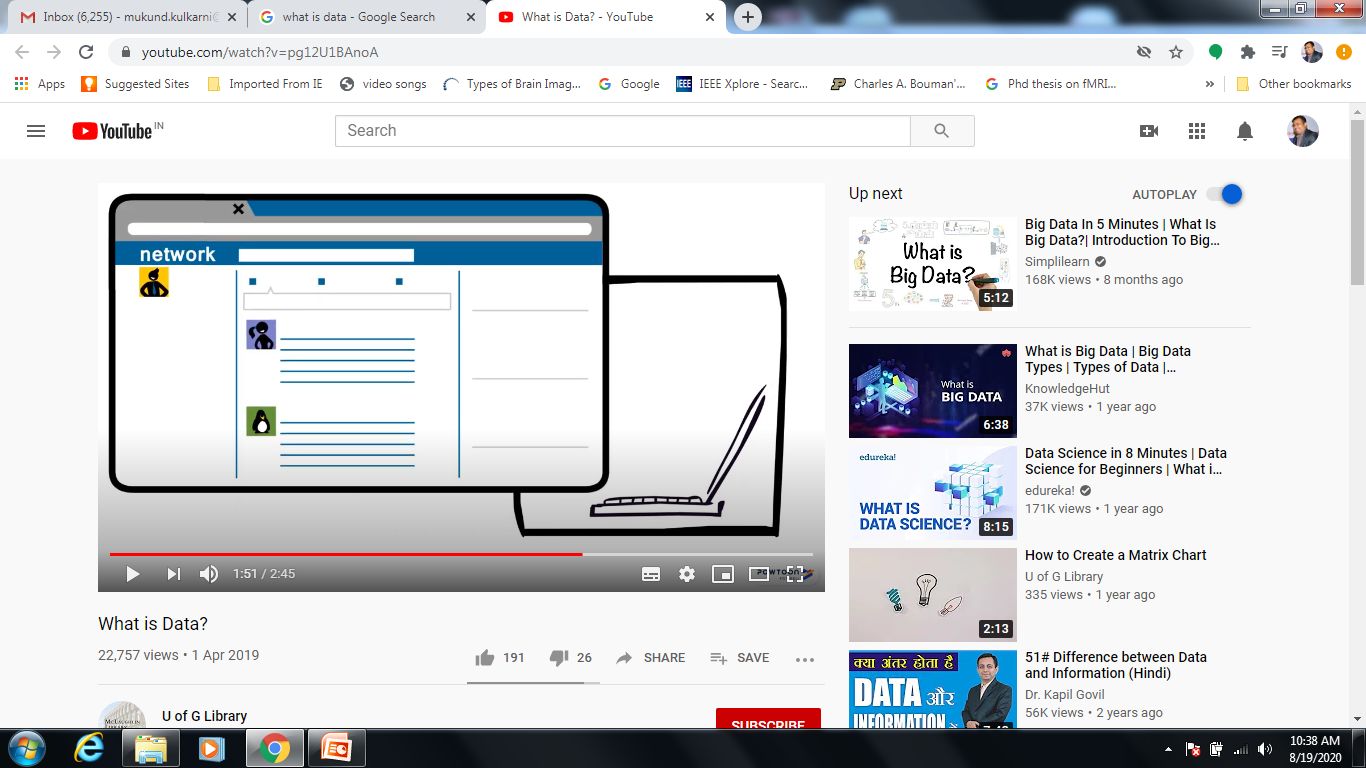 Inbox (6,255) - mukund.kulkarni@
what is data - Google Search
What is Data? - YouTube
youtube.com/watch?v=pg12U1BAnoA
Apps
Suggested Sites
Imported From IE
video songs
Types of Brain Imag...
Google
IEEE
IEEE Xplore - Searc...
Charles A. Bouman'...
Phd thesis on fMRI...
»
Other bookmarks
YouTube IN
Search
network
1:51 / 2:45
POWTOON
What is Data?
22,757 views • 1 Apr 2019
191
26
SHARE
SAVE
U of G Library
SUBSCRIBE
Up next
AUTOPLAY
What is
Big Data?
5:12
Big Data In 5 Minutes | What Is
Big Data?| Introduction To Big...
Simplilearn
168K views • 8 months ago
What is
BIG DATA
6:38
What is Big Data | Big Data
Types | Types of Data |...
KnowledgeHut
37K views • 1 year ago
edureka!
WHAT IS
DATA SCIENCE?
8:15
Data Science in 8 Minutes | Data
Science for Beginners | What i...
edureka!
171K views • 1 year ago
2:13
How to Create a Matrix Chart
U of G Library
335 views • 1 year ago
क्या अंतर होता है
DATA और
INFORMATION
51# Difference between Data
and Information (Hindi)
Dr. Kapil Govil
56K views • 2 years ago
10:38 AM
8/19/2020